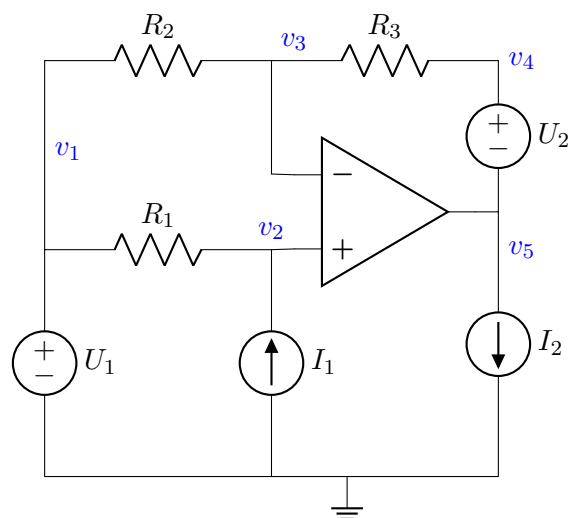 R₂
v₃
R₃
v₄
+
−
U₂
v₁
−
R₁
v₂
+
v₅
+
−
U₁
I₁
I₂